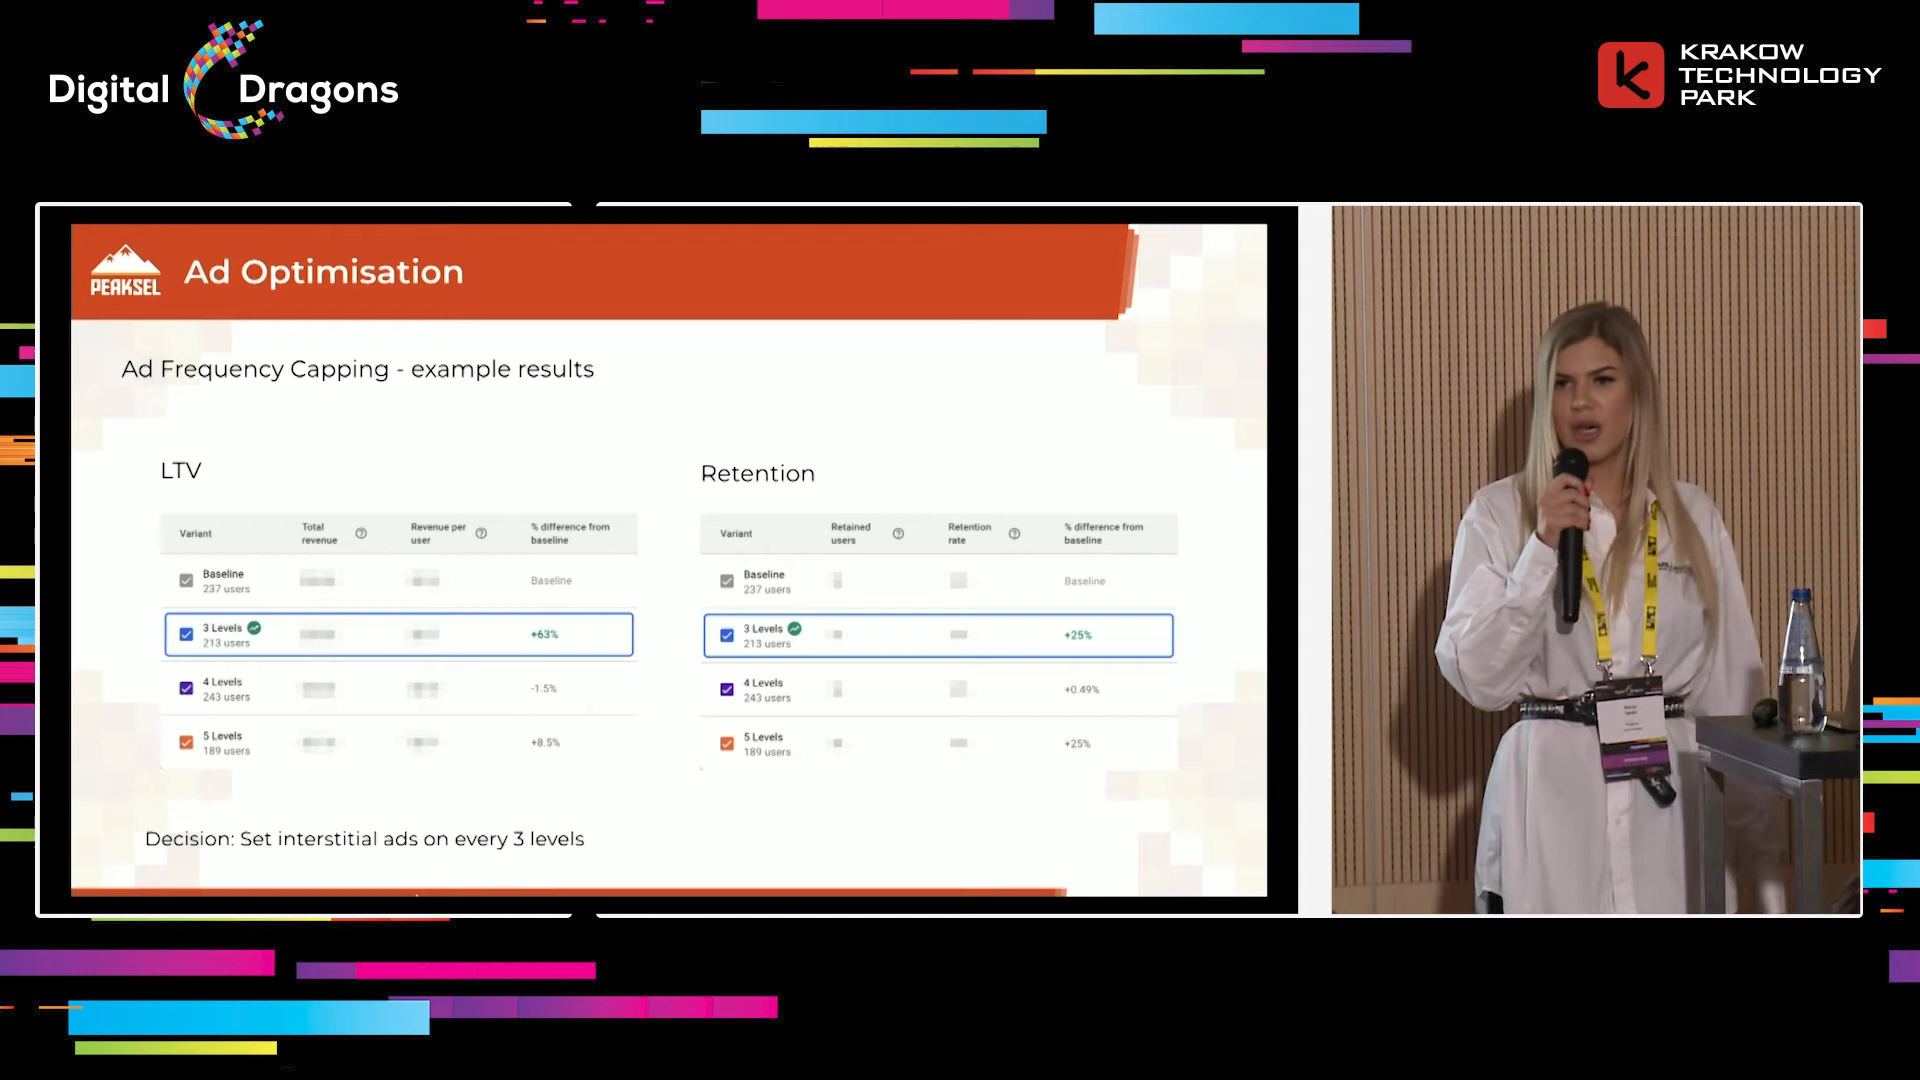 Digital Dragons
KRAKOW
TECHNOLOGY
PARK
PEAKSEL
Ad Optimisation
Ad Frequency Capping - example results
LTV
Variant
Total revenue
Revenue per user
% difference from baseline
Baseline
237 users
Baseline
3 Levels
213 users
+63%
4 Levels
243 users
-1.5%
5 Levels
189 users
+8.5%
Retention
Variant
Retained users
Retention rate
% difference from baseline
Baseline
237 users
Baseline
3 Levels
213 users
+25%
4 Levels
243 users
+0.49%
5 Levels
189 users
+25%
Decision: Set interstitial ads on every 3 levels